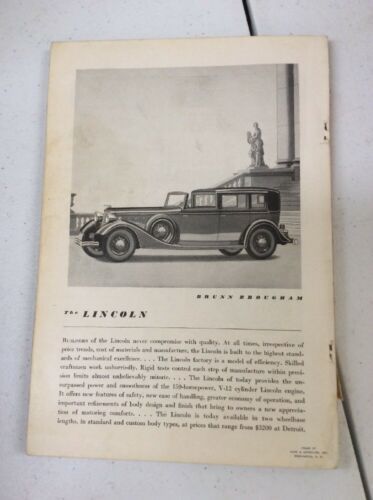 BRUNN BROUGHAM
The LINCOLN
BUILDERS of the Lincoln never compromise with quality. At all times, irrespective of
price trends, cost of materials and manufacture, the Lincoln is built to the highest stand-
ards of mechanical excellence. . . . The Lincoln factory is a model of efficiency. Skilled
craftsmen work unhurriedly. Rigid tests control each step of manufacture within preci-
sion limits almost unbelievably minute. . . . The Lincoln of today provides the un-
surpassed power and smoothness of the 150-horsepower, V-12 cylinder Lincoln engine.
It offers new features of safety, new ease of handling, greater economy of operation, and
important refinements of body design and finish that bring to owners a new apprecia-
tion of motoring comforts. . . . The Lincoln is today available in two wheelbase
lengths, in standard and custom body types, at prices that range from $3200 at Detroit.